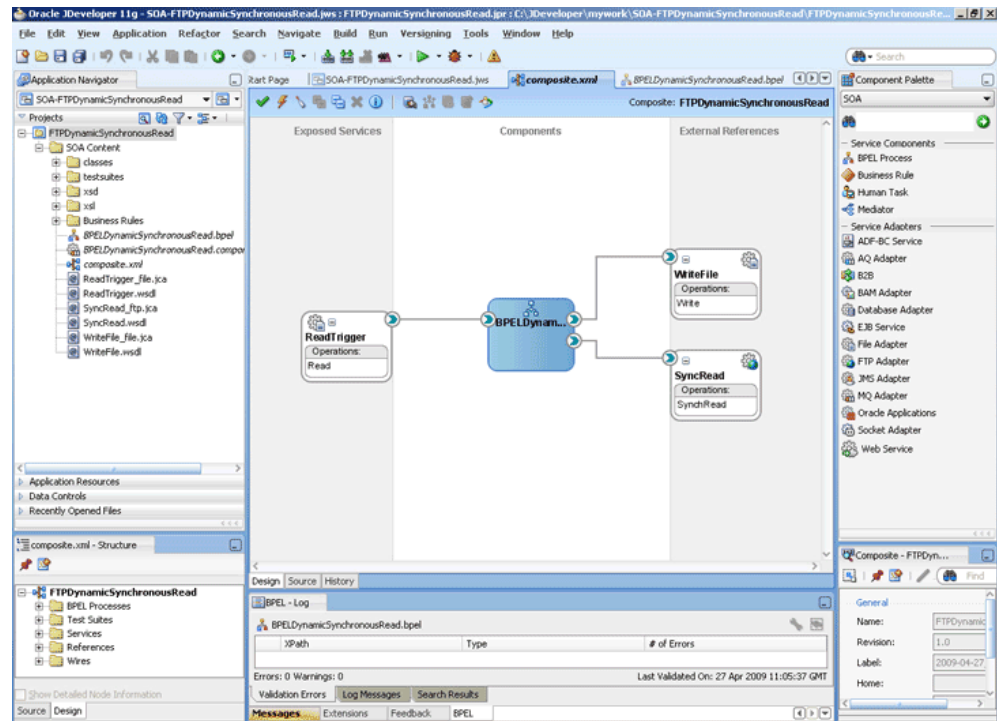 Oracle JDeveloper 11g - SOA-FTPDynamicSynchronousRead.jws : FTPDynamicSynchronousRead.jpr : C:\JDeveloper\mywork\SOA-FTPDynamicSynchronousRead\FTPDynamicSynchronousRe...
File Edit View Application Refactor Search Navigate Build Run Versigning Tools Window Help
Search
Application Navigator
Start Page
SOA-FTPDynamicSynchronousRead.jws
composite.xml
BPELDynamicSynchronousRead.bpel
Component Palette
SOA-FTPDynamicSynchronousRead
Composite: FTPDynamicSynchronousRead
SOA
Projects
FTPDynamicSynchronousRead
SOA Content
classes
testsuites
xsd
xsl
Business Rules
BPELDynamicSynchronousRead.bpel
BPELDynamicSynchronousRead.compor
composite.xml
ReadTrigger_file.jca
ReadTrigger.wsdl
SyncRead_ftp.jca
SyncRead.wsdl
WriteFile_file.jca
WriteFile.wsdl
Application Resources
Data Controls
Recently Opened Files
Exposed Services
Components
External References
ReadTrigger
Operations:
Read
BPELDynam...
WriteFile
Operations:
Write
SyncRead
Operations:
SynchRead
Service Components
BPEL Process
Business Rule
Human Task
Mediator
Service Adapters
ADF-BC Service
AQ Adapter
B2B
BAM Adapter
Database Adapter
EJB Service
File Adapter
FTP Adapter
JMS Adapter
MQ Adapter
Oracle Applications
Socket Adapter
Web Service
composite.xml - Structure
FTPDynamicSynchronousRead
BPEL Processes
Test Suites
Services
References
Wires
Show Detailed Node Information
Source Design
Design Source History
BPEL - Log
BPELDynamicSynchronousRead.bpel
XPath Type # of Errors
Errors: 0 Warnings: 0
Last Validated On: 27 Apr 2009 11:05:37 GMT
Validation Errors Log Messages Search Results
Messages Extensions Feedback BPEL
Composite - FTPDyn...
Find
General
Name: FTPDynamic
Revision: 1.0
Label: 2009-04-27
Home: